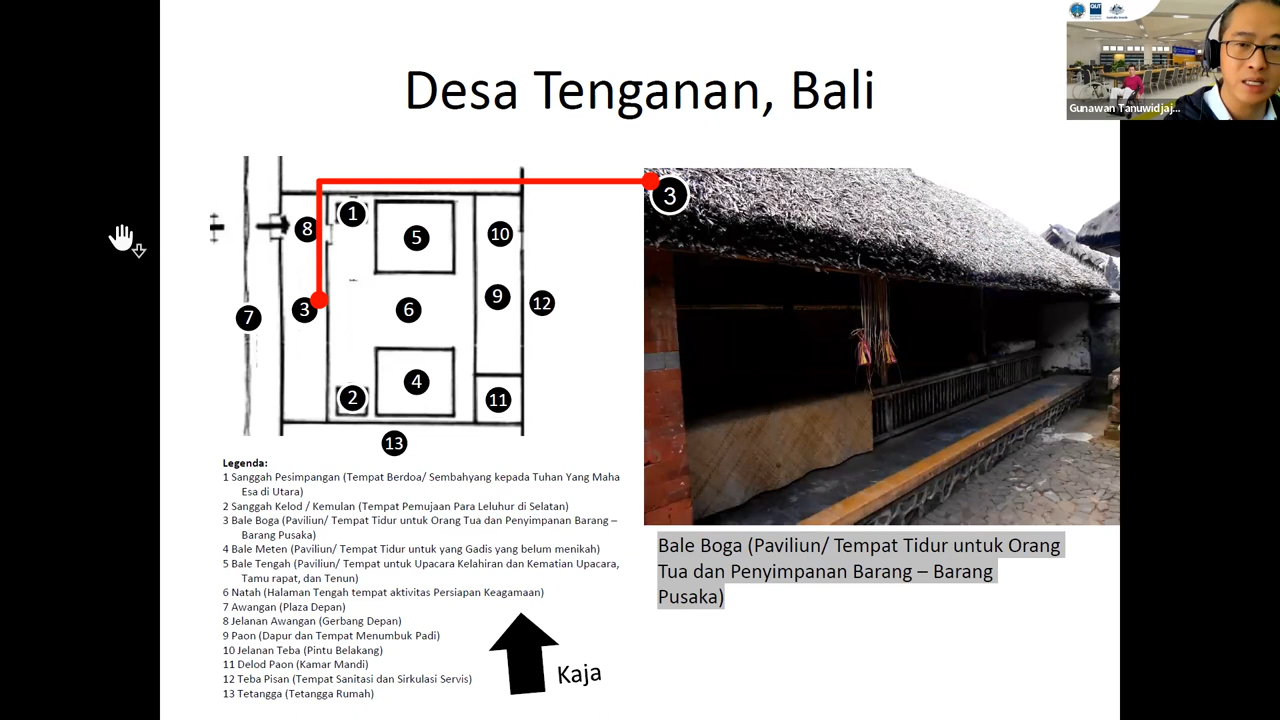 Desa Tenganan, Bali
Gunawan Tanuwidjaj...
QUT
3
1
8
5
10
3
6
9
12
7
4
2
11
13
Legenda:
1 Sanggah Pesimpangan (Tempat Berdoa/ Sembahyang kepada Tuhan Yang Maha
Esa di Utara)
2 Sanggah Kelod / Kemulan (Tempat Pemujaan Para Leluhur di Selatan)
3 Bale Boga (Paviliun/ Tempat Tidur untuk Orang Tua dan Penyimpanan Barang –
Barang Pusaka)
4 Bale Meten (Paviliun/ Tempat Tidur untuk yang Gadis yang belum menikah)
5 Bale Tengah (Paviliun/ Tempat untuk Upacara Kelahiran dan Kematian Upacara,
Tamu rapat, dan Tenun)
6 Natah (Halaman Tengah tempat aktivitas Persiapan Keagamaan)
7 Awangan (Plaza Depan)
8 Jelanan Awangan (Gerbang Depan)
9 Paon (Dapur dan Tempat Menumbuk Padi)
10 Jelanan Teba (Pintu Belakang)
11 Delod Paon (Kamar Mandi)
12 Teba Pisan (Tempat Sanitasi dan Sirkulasi Servis)
13 Tetangga (Tetangga Rumah)
Kaja
Bale Boga (Paviliun/ Tempat Tidur untuk Orang
Tua dan Penyimpanan Barang – Barang
Pusaka)